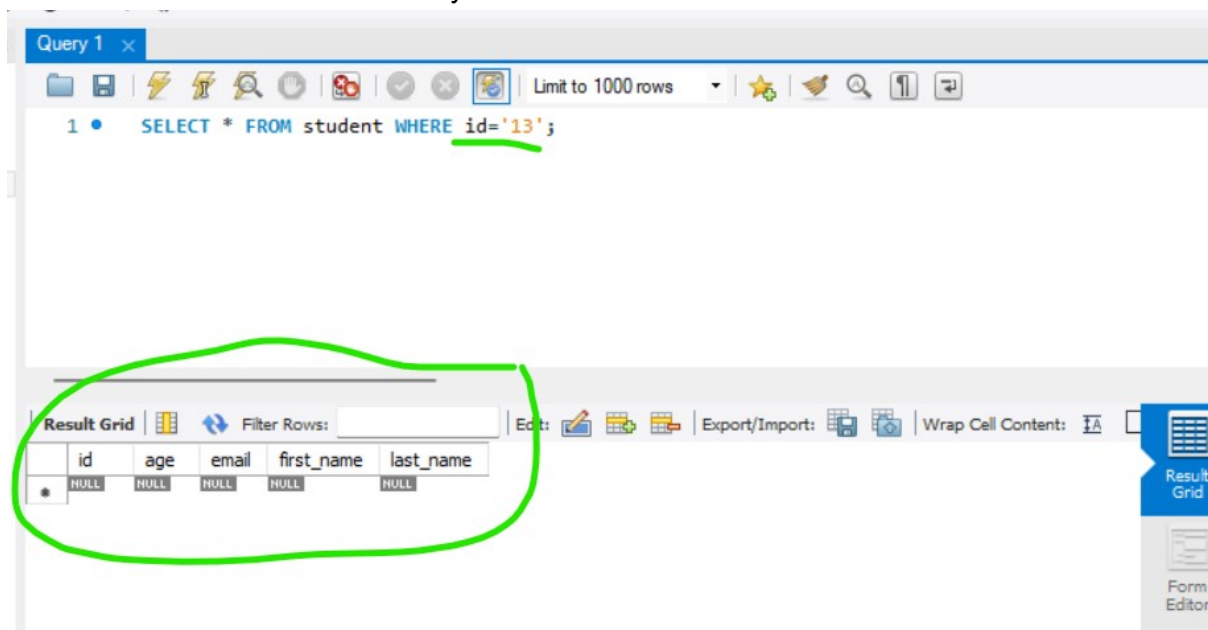 Query 1
Limit to 1000 rows
1 SELECT * FROM student WHERE id='13';
Result Grid Filter Rows: Edit: Export/Import: Wrap Cell Content:
id age email first_name last_name
NULL NULL NULL NULL NULL
Result
Grid
Form
Editor